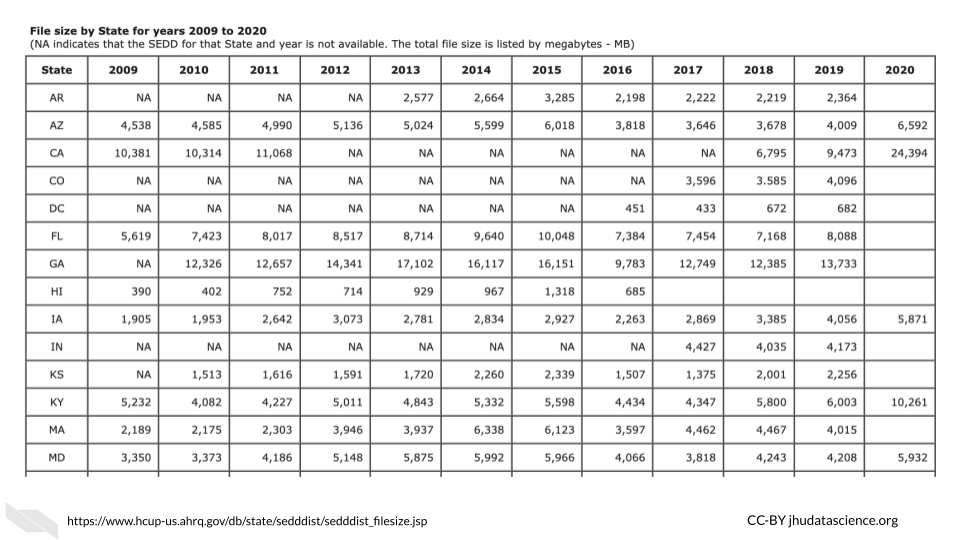 File size by State for years 2009 to 2020
(NA indicates that the SEDD for that State and year is not available. The total file size is listed by megabytes - MB)
State 2009 2010 2011 2012 2013 2014 2015 2016 2017 2018 2019 2020
AR NA NA NA NA 2,577 2,664 3,285 2,198 2,222 2,219 2,364
AZ 4,538 4,585 4,990 5,136 5,024 5,599 6,018 3,818 3,646 3,678 4,009 6,592
CA 10,381 10,314 11,068 NA NA NA NA NA NA 6,795 9,473 24,394
CO NA NA NA NA NA NA NA NA 3,596 3.585 4,096
DC NA NA NA NA NA NA NA 451 433 672 682
FL 5,619 7,423 8,017 8,517 8,714 9,640 10,048 7,384 7,454 7,168 8,088
GA NA 12,326 12,657 14,341 17,102 16,117 16,151 9,783 12,749 12,385 13,733
HI 390 402 752 714 929 967 1,318 685
IA 1,905 1,953 2,642 3,073 2,781 2,834 2,927 2,263 2,869 3,385 4,056 5,871
IN NA NA NA NA NA NA NA NA 4,427 4,035 4,173
KS NA 1,513 1,616 1,591 1,720 2,260 2,339 1,507 1,375 2,001 2,256
KY 5,232 4,082 4,227 5,011 4,843 5,332 5,598 4,434 4,347 5,800 6,003 10,261
MA 2,189 2,175 2,303 3,946 3,937 6,338 6,123 3,597 4,462 4,467 4,015
MD 3,350 3,373 4,186 5,148 5,875 5,992 5,966 4,066 3,818 4,243 4,208 5,932
https://www.hcup-us.ahrq.gov/db/state/sedddist/sedddist_filesize.jsp
CC-BY jhudatascience.org